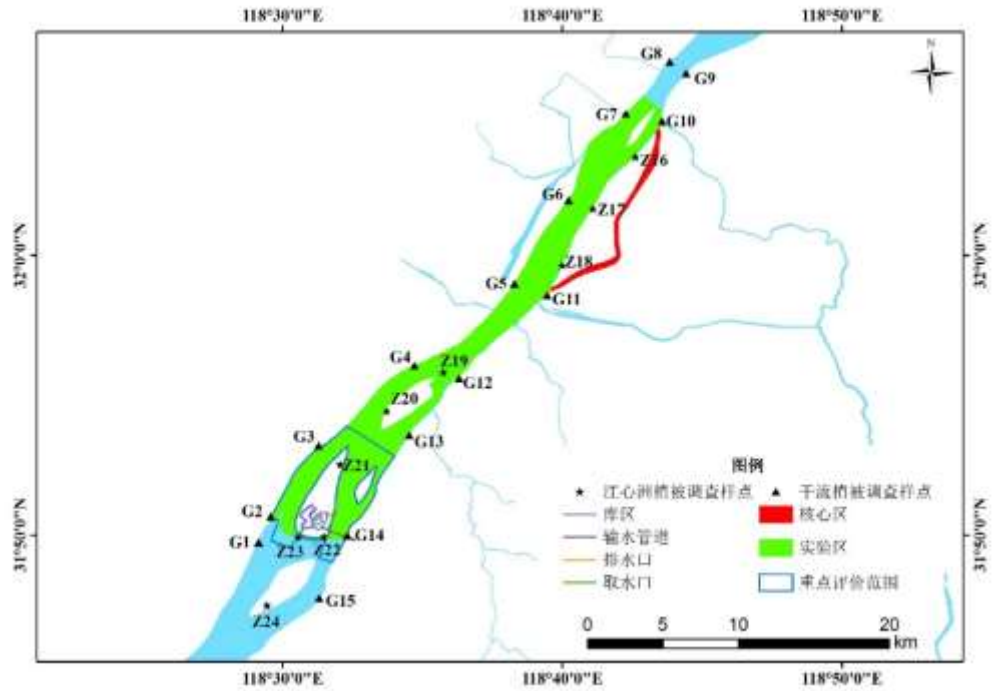 118°30'0"E 118°40'0"E 118°50'0"E
N
G8
G9
G7
G10
Z16
G6
Z17
32°0'0"N 32°0'0"N
Z18
G5
G11
G4
Z19
G12
Z20
G3
G13
Z21
图例
江心洲植被调查样点 干流植被调查样点
库区 核心区
G2
G14
G1
Z23 Z22
31°50'0"N 31°50'0"N
输水管道 实验区
排水口
取水口 重点评价范围
G15
Z24
0 5 10 20
km
118°30'0"E 118°40'0"E 118°50'0"E